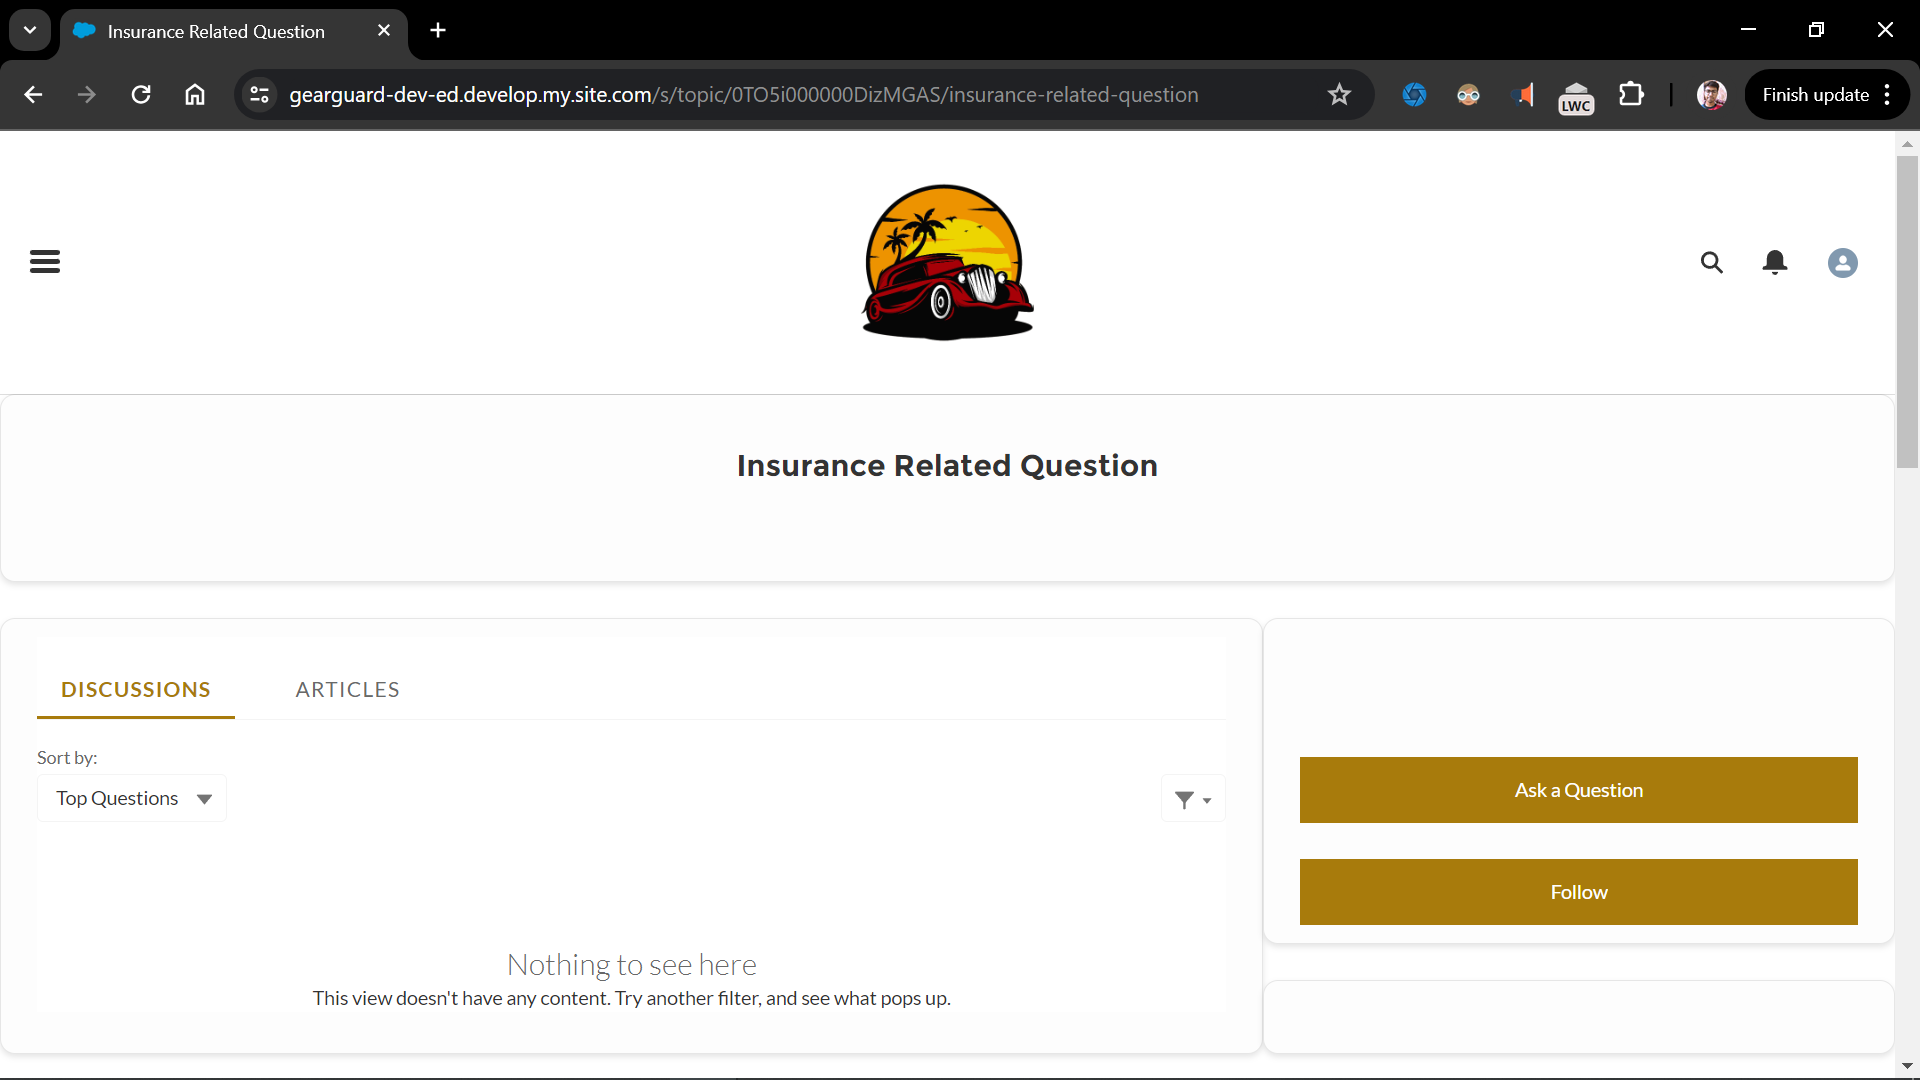 Insurance Related Question
gearguard-dev-ed.develop.my.site.com/s/topic/0TO5i000000DizMGAS/insurance-related-question
LWC
Finish update
Insurance Related Question
DISCUSSIONS
ARTICLES
Sort by:
Top Questions
Nothing to see here
This view doesn't have any content. Try another filter, and see what pops up.
Ask a Question
Follow